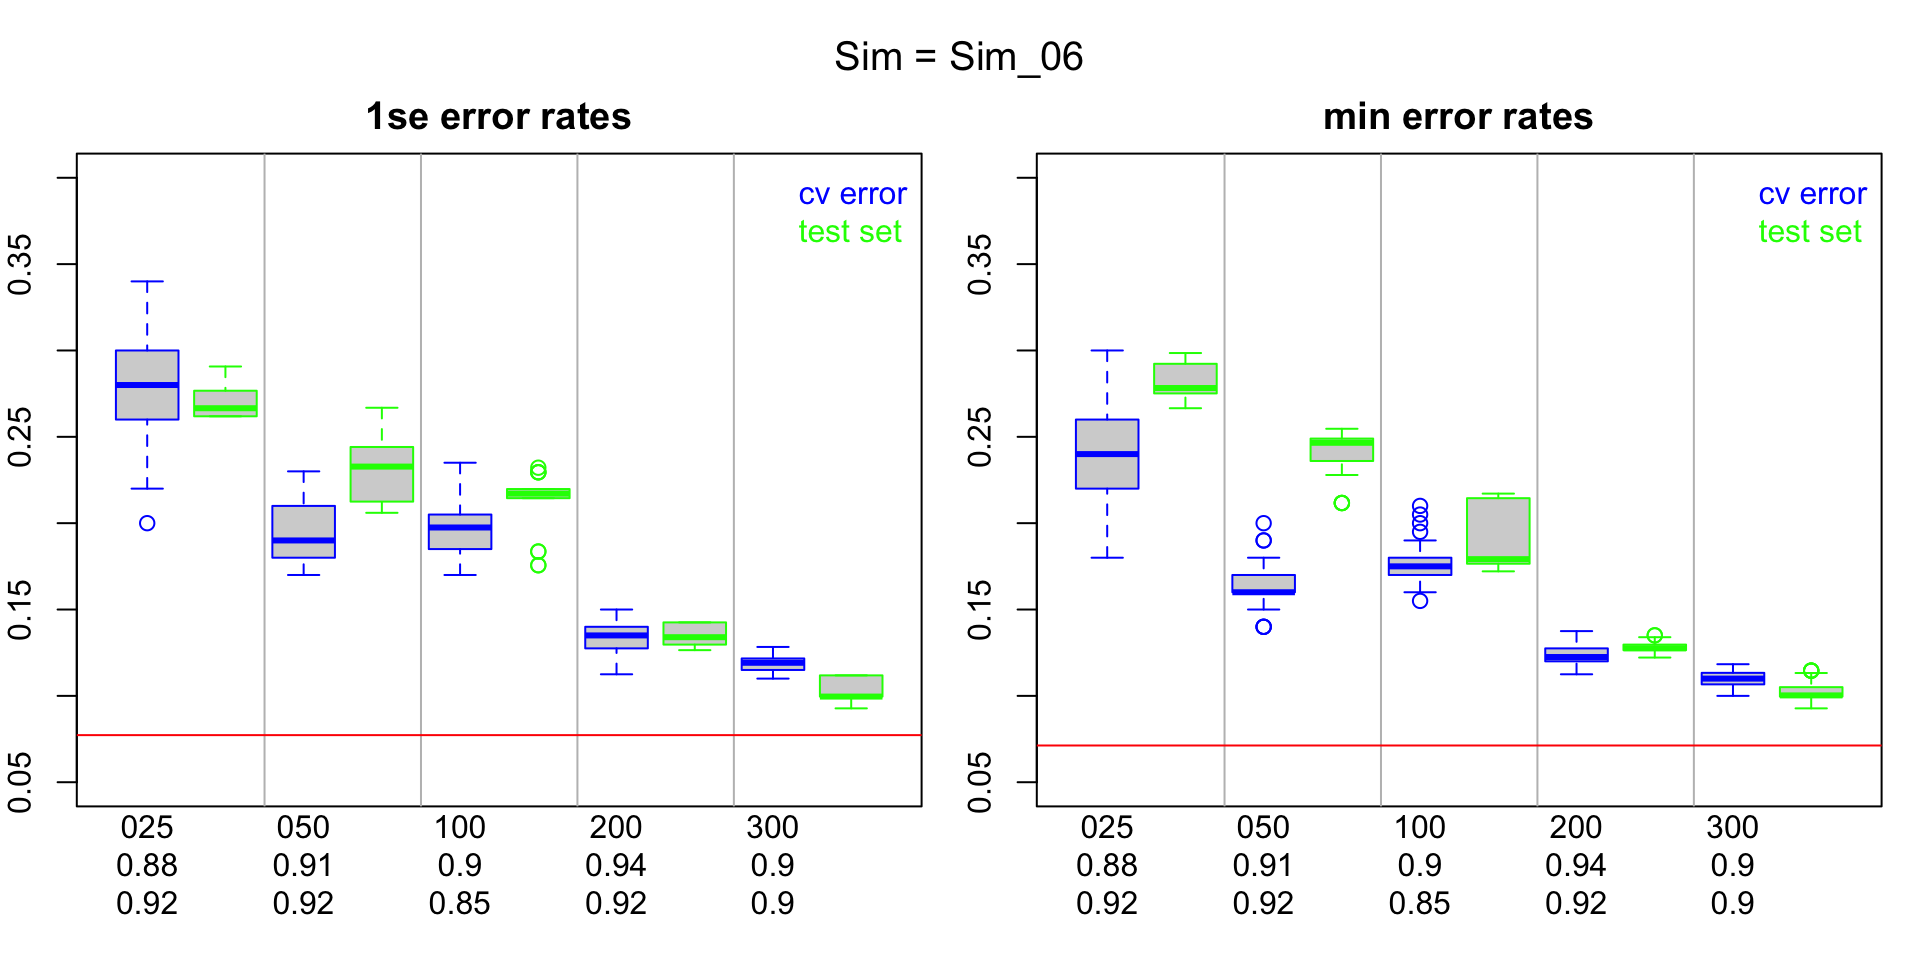 Sim = Sim_06
1se error rates
cv error
test set
0.35
0.25
0.15
0.05
025 050 100 200 300
0.88 0.91 0.9 0.94 0.9
0.92 0.92 0.85 0.92 0.9
min error rates
cv error
test set
0.35
0.25
0.15
0.05
025 050 100 200 300
0.88 0.91 0.9 0.94 0.9
0.92 0.92 0.85 0.92 0.9